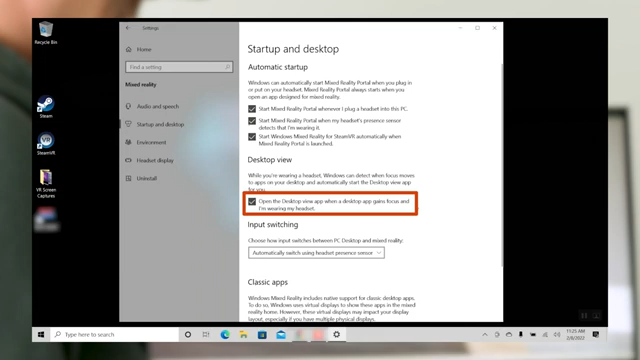 Recycle Bin
Steam
SteamVR
VR Screen
Captures
Settings
Home
Find a setting
Mixed reality
Audio and speech
Startup and desktop
Environment
Headset display
Uninstall
Startup and desktop
Automatic startup
Windows can automatically start Mixed Reality Portal when you plug in
or put on your headset. Mixed Reality Portal always starts when you
open an app designed for mixed reality.
Start Mixed Reality Portal whenever I plug a headset into this PC.
Start Mixed Reality Portal when my headset's presence sensor
detects that I'm wearing it.
Start Windows Mixed Reality for SteamVR automatically when
Mixed Reality Portal is launched.
Desktop view
While you're wearing a headset, Windows can detect when focus moves
to apps on your desktop and automatically start the Desktop view app
for you.
Open the Desktop view app when a desktop app gains focus and
I'm wearing my headset.
Input switching
Choose how input switches between PC Desktop and mixed reality:
Automatically switch using headset presence sensor
Classic apps
Windows Mixed Reality includes native support for classic desktop apps.
To do so, Windows uses virtual displays to show these apps in the mixed
reality home. However, these virtual displays may impact your display
layout, especially if you have multiple displays.
Type here to search
11:25 AM
2/8/2022